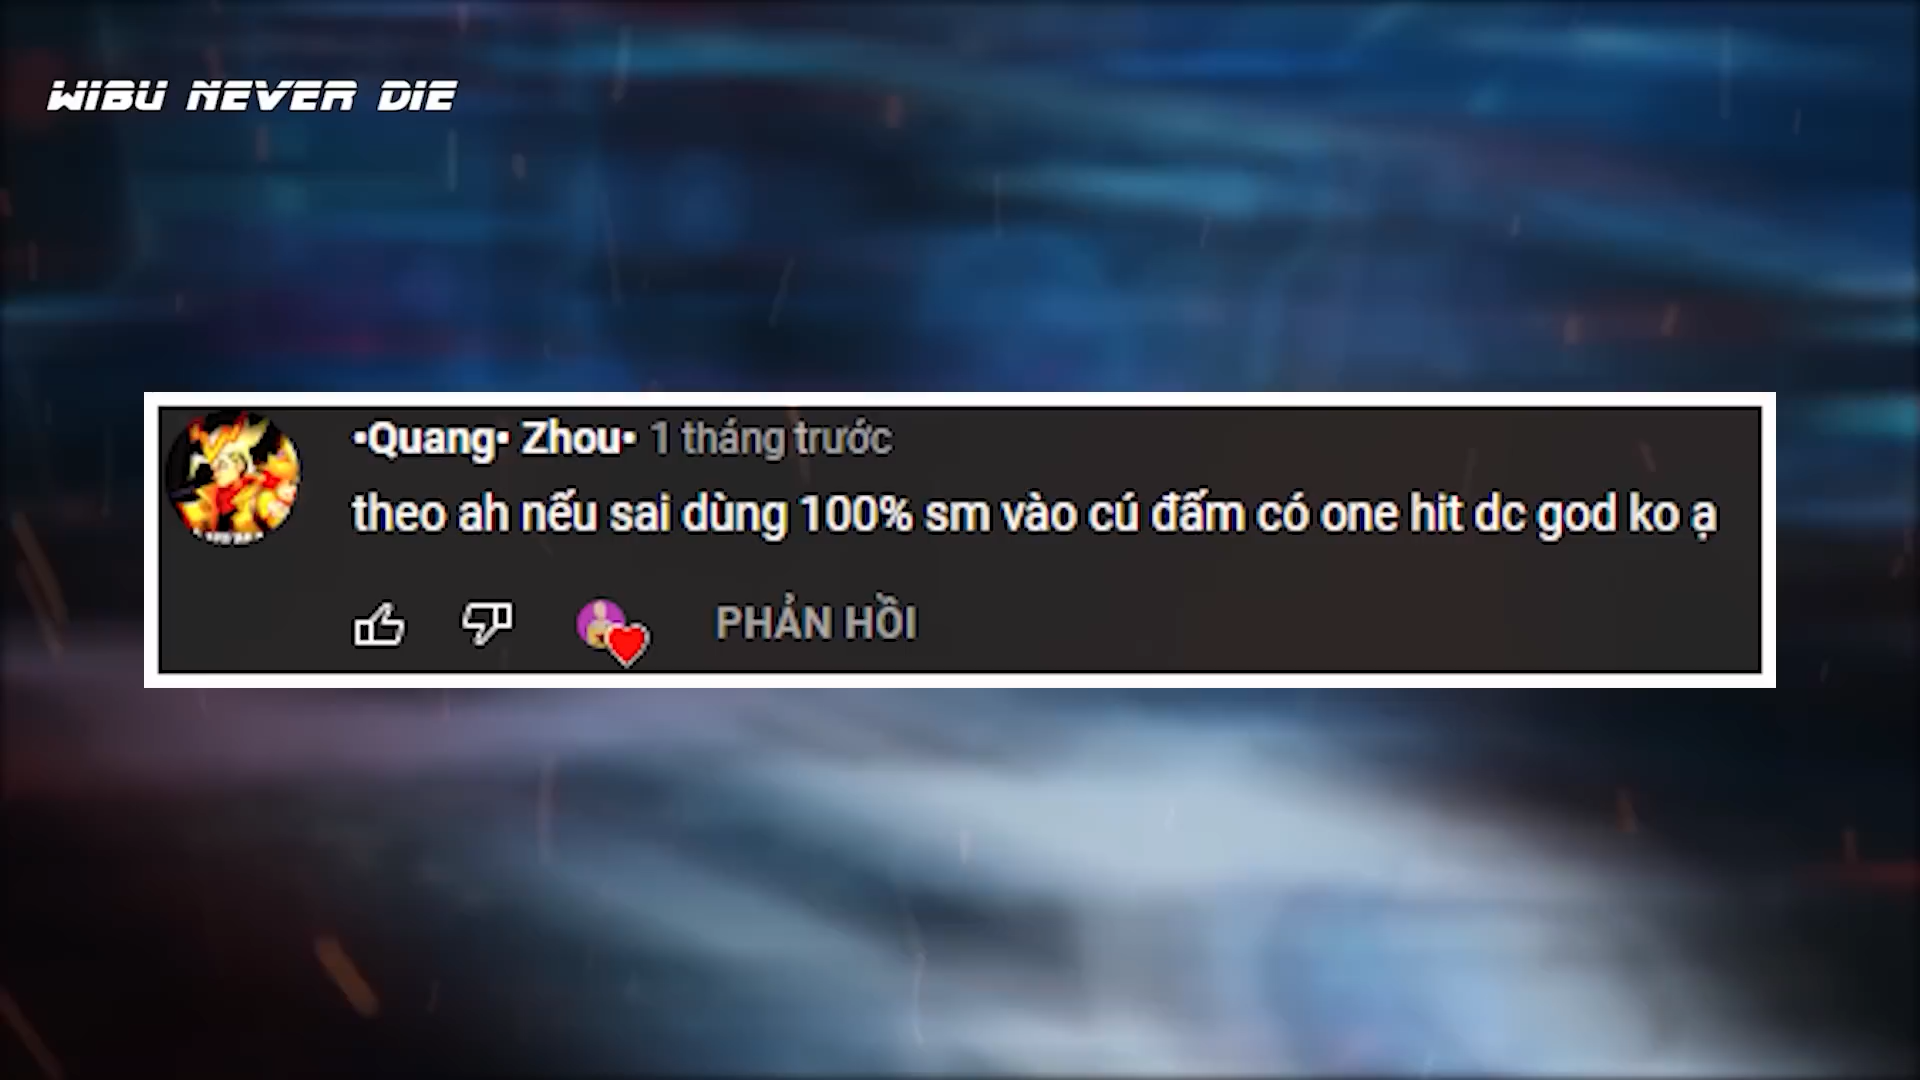 WIBU NEVER DIE
•Quang• Zhou• 1 tháng trước
theo ah nếu sai dùng 100% sm vào cú đấm có one hit dc god ko ạ
PHẢN HỒI